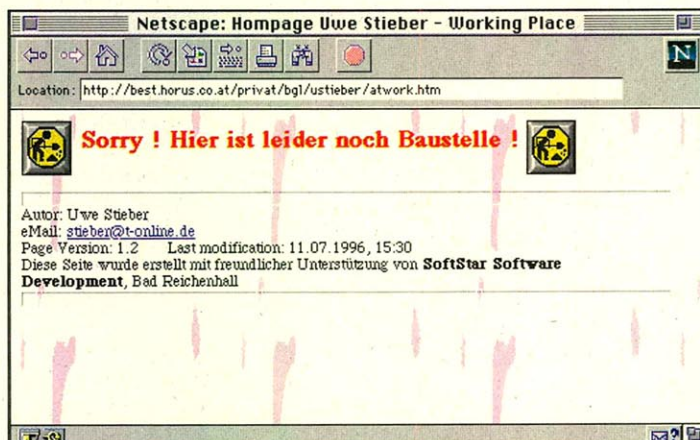 Netscape: Hompage Uwe Stieber - Working Place
N
Location: http://best.horus.co.at/privat/bgl/ustieber/atwork.htm
Sorry ! Hier ist leider noch Baustelle !
Autor: Uwe Stieber
eMail: stieber@t-online.de
Page Version: 1.2 Last modification: 11.07.1996, 15:30
Diese Seite wurde erstellt mit freundlicher Unterstützung von SoftStar Software
Development, Bad Reichenhall
?